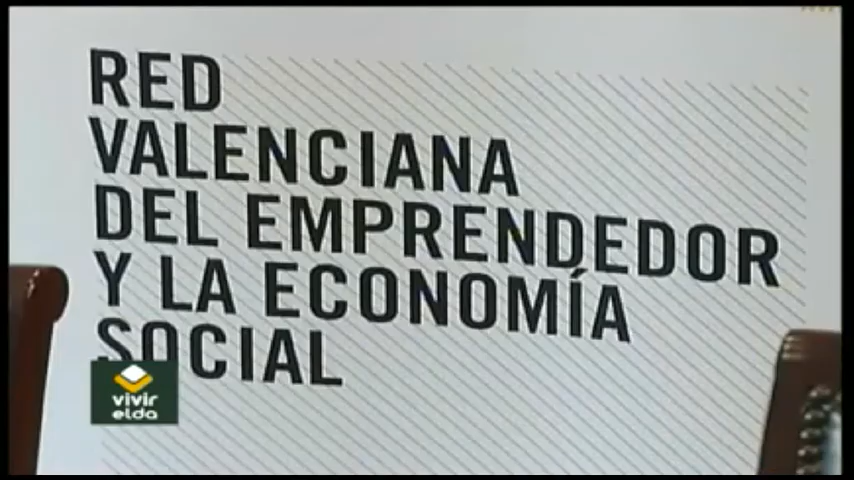 RED
VALENCIANA
DEL EMPRENDEDOR
Y LA ECONOMÍA
SOCIAL
vivir
elda